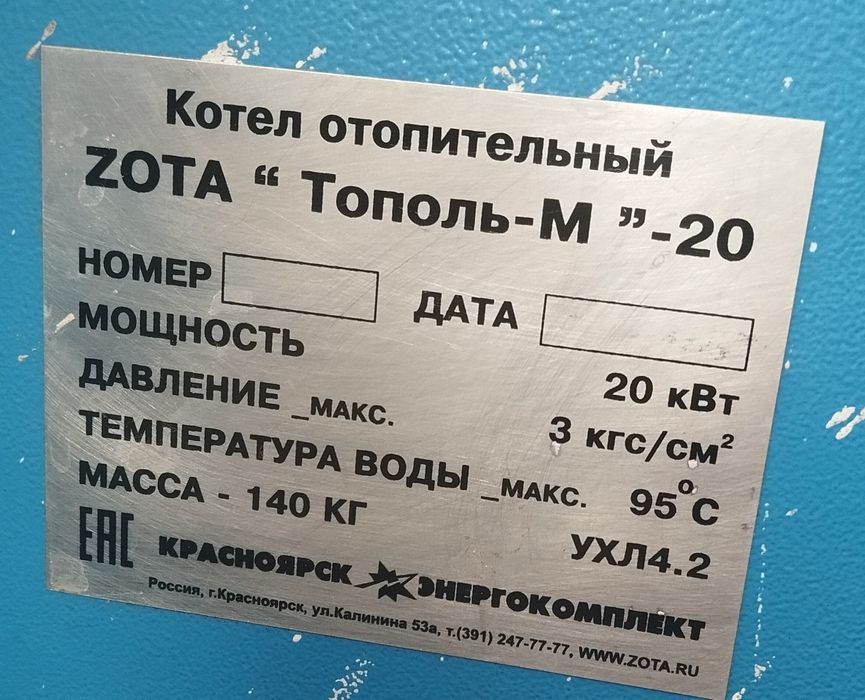 Котел отопительный
ZOTA “ Тополь-М ”-20
НОМЕР ДАТА
МОЩНОСТЬ 20 кВт
ДАВЛЕНИЕ _МАКС. 3 кгс/см²
ТЕМПЕРАТУРА ВОДЫ _МАКС. 95°С
МАССА - 140 КГ УХЛ4.2
ЕАС КРАСНОЯРСК ЭНЕРГОКОМПЛЕКТ
Россия, г.Красноярск, ул.Калинина 53а, т.(391) 247-77-77, WWW.ZOTA.RU